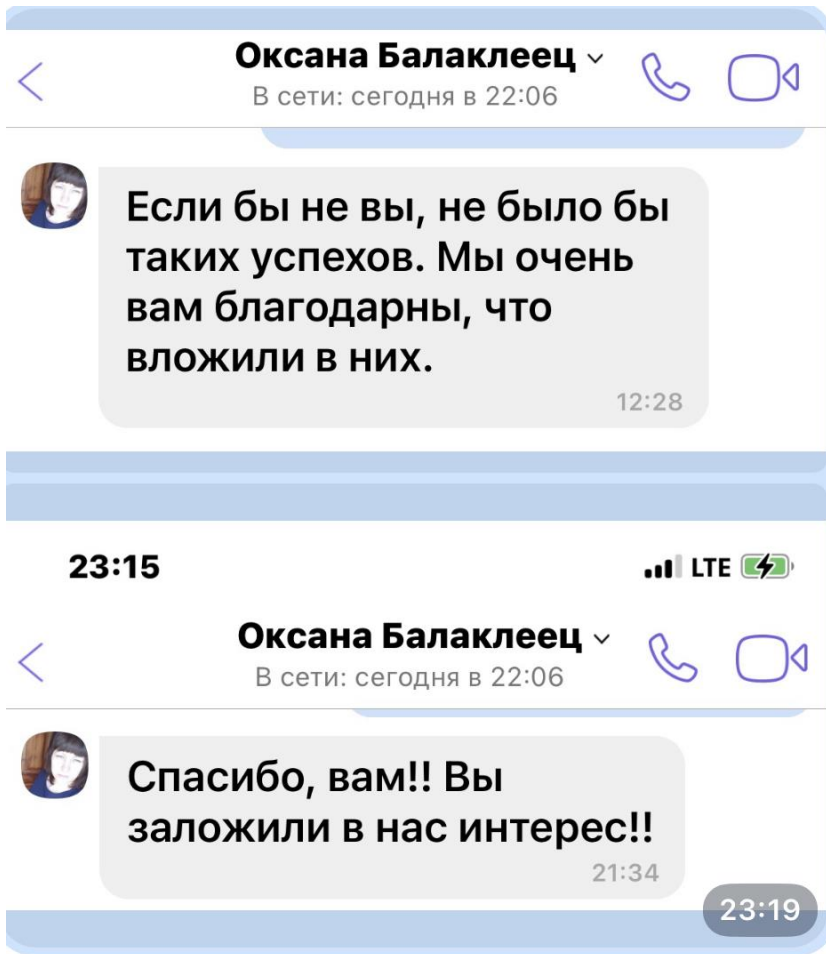 Оксана Балаклеец
В сети: сегодня в 22:06
Если бы не вы, не было бы
таких успехов. Мы очень
вам благодарны, что
вложили в них.
12:28
23:15
LTE
Оксана Балаклеец
В сети: сегодня в 22:06
Спасибо, вам!! Вы
заложили в нас интерес!!
21:34
23:19